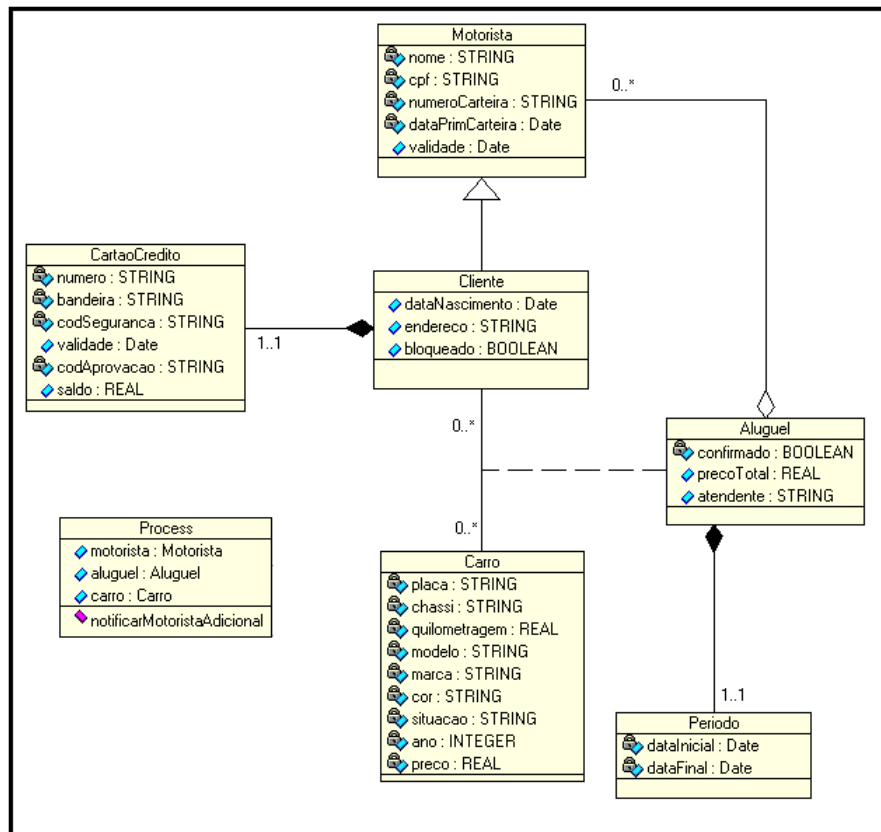 Motorista
nome : STRING
cpf : STRING
numeroCarteira : STRING
dataPrimCarteira : Date
validade : Date
0..*
CartaoCredito
numero : STRING
bandeira : STRING
codSeguranca : STRING
validade : Date
codAprovacao : STRING
saldo : REAL
1..1
Cliente
dataNascimento : Date
endereco : STRING
bloqueado : BOOLEAN
0..*
0..*
Aluguel
confirmado : BOOLEAN
precoTotal : REAL
atendente : STRING
Process
motorista : Motorista
aluguel : Aluguel
carro : Carro
notificarMotoristaAdicional
Carro
placa : STRING
chassi : STRING
quilometragem : REAL
modelo : STRING
marca : STRING
cor : STRING
situacao : STRING
ano : INTEGER
preco : REAL
1..1
Periodo
dataInicial : Date
dataFinal : Date